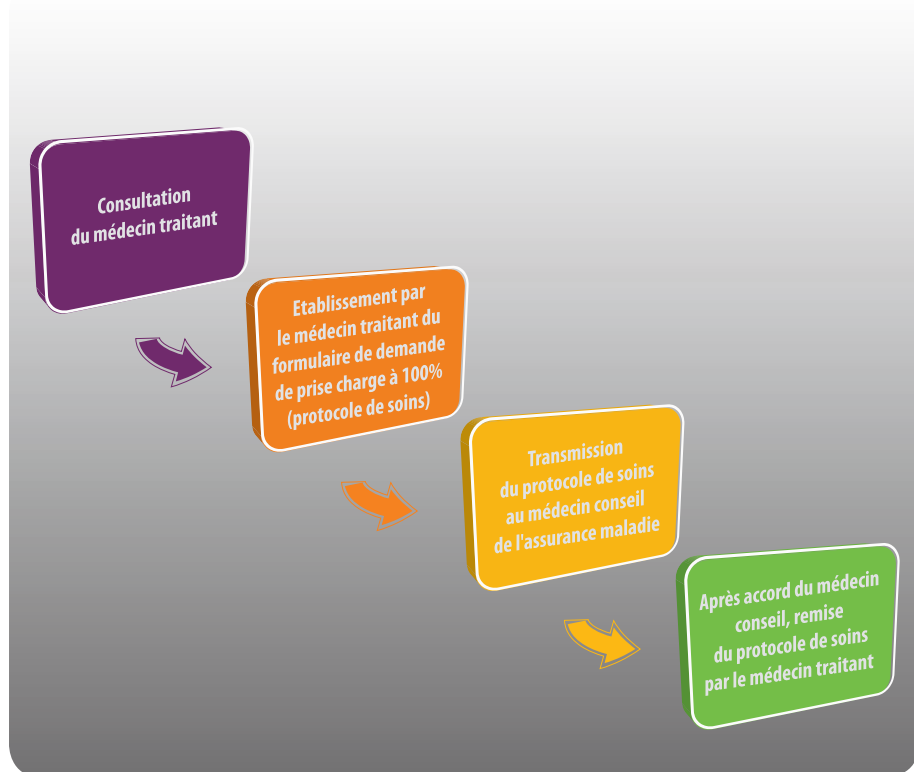 Consultation
du médecin traitant
Etablissement par
le médecin traitant du
formulaire de demande
de prise charge à 100%
(protocole de soins)
Transmission
du protocole de soins
au médecin conseil
de l'assurance maladie
Après accord du médecin
conseil, remise
du protocole de soins
par le médecin traitant